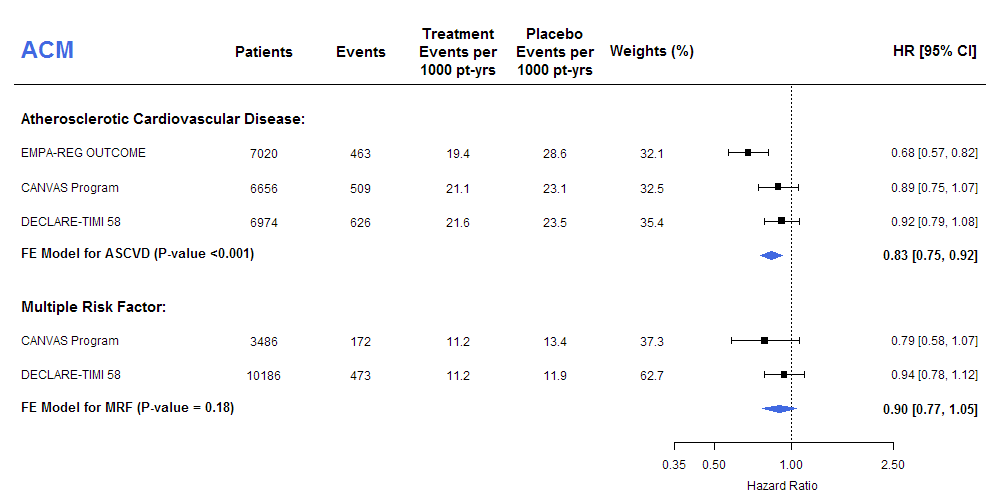 ACM Patients Events Treatment Events per 1000 pt-yrs Placebo Events per 1000 pt-yrs Weights (%) HR [95% CI]
Atherosclerotic Cardiovascular Disease:
EMPA-REG OUTCOME 7020 463 19.4 28.6 32.1 0.68 [0.57, 0.82]
CANVAS Program 6656 509 21.1 23.1 32.5 0.89 [0.75, 1.07]
DECLARE-TIMI 58 6974 626 21.6 23.5 35.4 0.92 [0.79, 1.08]
FE Model for ASCVD (P-value <0.001) 0.83 [0.75, 0.92]
Multiple Risk Factor:
CANVAS Program 3486 172 11.2 13.4 37.3 0.79 [0.58, 1.07]
DECLARE-TIMI 58 10186 473 11.2 11.9 62.7 0.94 [0.78, 1.12]
FE Model for MRF (P-value = 0.18) 0.90 [0.77, 1.05]
0.35 0.50 1.00 2.50
Hazard Ratio